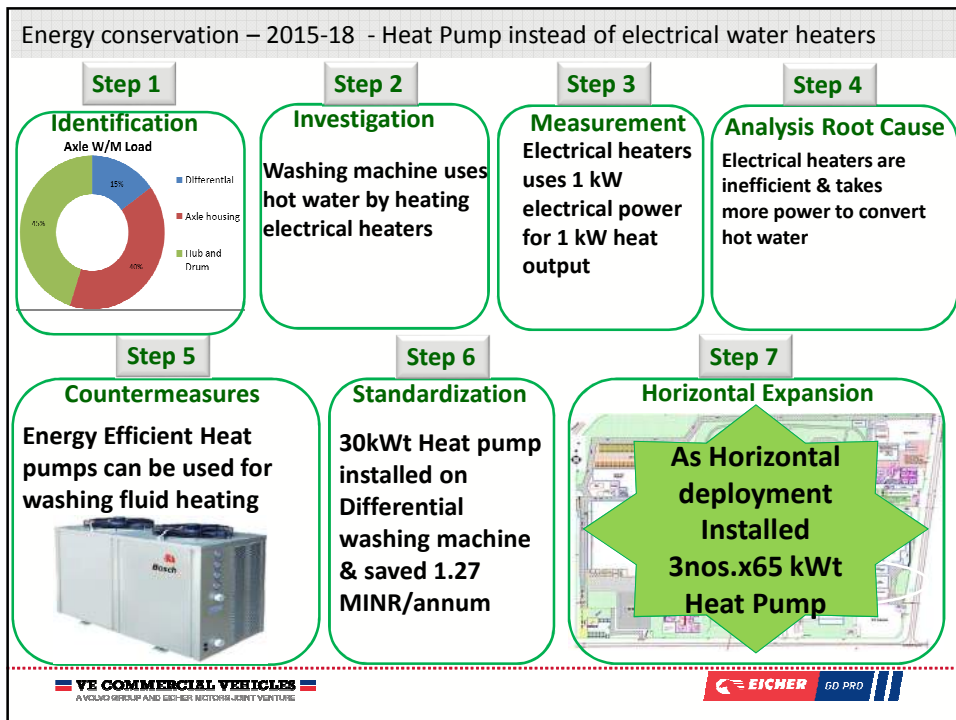 Energy conservation – 2015-18 - Heat Pump instead of electrical water heaters
Step 1
Identification
Axle W/M Load
15%
40%
45%
Differential
Axle housing
Hub and
Drum
Step 2
Investigation
Washing machine uses
hot water by heating
electrical heaters
Step 3
Measurement
Electrical heaters
uses 1 kW
electrical power
for 1 kW heat
output
Step 4
Analysis Root Cause
Electrical heaters are
inefficient & takes
more power to convert
hot water
Step 5
Countermeasures
Energy Efficient Heat
pumps can be used for
washing fluid heating
Bosch
Step 6
Standardization
30kWt Heat pump
installed on
Differential
washing machine
& saved 1.27
MINR/annum
Step 7
Horizontal Expansion
As Horizontal
deployment
Installed
3nos.x65 kWt
Heat Pump
VE COMMERCIAL VEHICLES
A VOLVO GROUP AND EICHER MOTORS JOINT VENTURE
EICHER
GO PRO